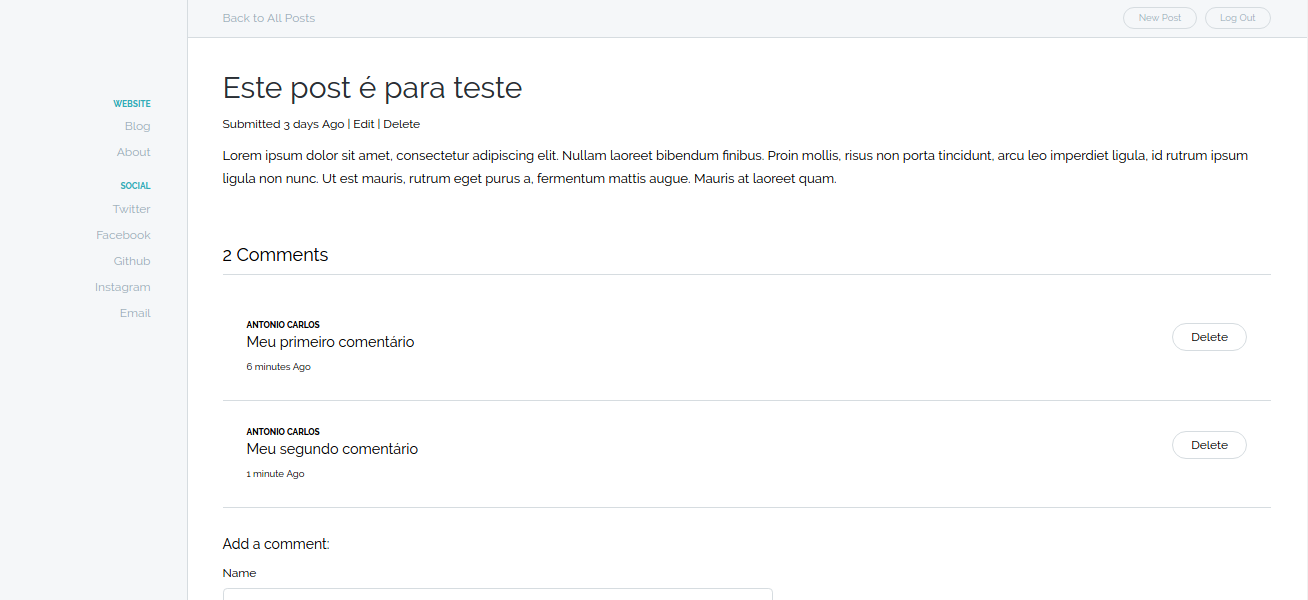 Back to All Posts
New Post
Log Out
WEBSITE
Blog
About
SOCIAL
Twitter
Facebook
Github
Instagram
Email
Este post é para teste
Submitted 3 days Ago | Edit | Delete
Lorem ipsum dolor sit amet, consectetur adipiscing elit. Nullam laoreet bibendum finibus. Proin mollis, risus non porta tincidunt, arcu leo imperdiet ligula, id rutrum ipsum
ligula non nunc. Ut est mauris, rutrum eget purus a, fermentum mattis augue. Mauris at laoreet quam.
2 Comments
ANTONIO CARLOS
Meu primeiro comentário
6 minutes Ago
Delete
ANTONIO CARLOS
Meu segundo comentário
1 minute Ago
Delete
Add a comment:
Name